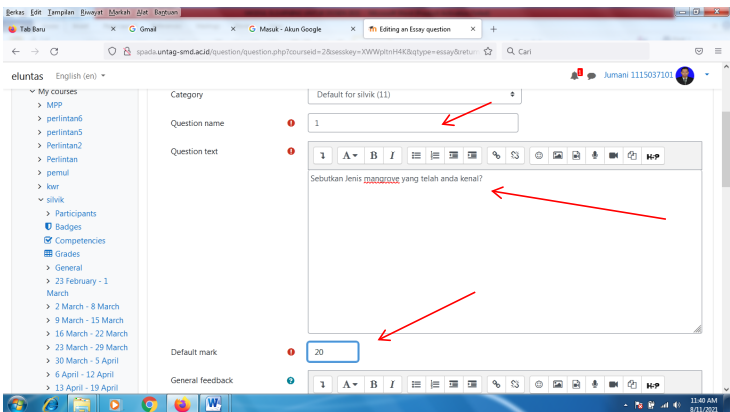 Berkas Edit Tampilan Riwayat Markah Alat Bantuan
Tab Baru
Gmail
Masuk - Akun Google
Editing an Essay question
spada.untag-smd.ac.id/question/question.php?courseid=2&sesskey=XWWpltnH4K&qtype=essay&return
Cari
eluntas English (en)
Jumani 1115037101
My courses
MPP
perlintan6
perlintan5
Perlintan2
Perlintan
pemul
kwr
silvik
Participants
Badges
Competencies
Grades
General
23 February - 1
March
2 March - 8 March
9 March - 15 March
16 March - 22 March
23 March - 29 March
30 March - 5 April
6 April - 12 April
13 April - 19 April
Category
Default for silvik (11)
Question name
1
Question text
A B I H-P
Sebutkan Jenis mangrove yang telah anda kenal?
Default mark
20
General feedback
A B I H-P
11:40 AM
8/11/2021